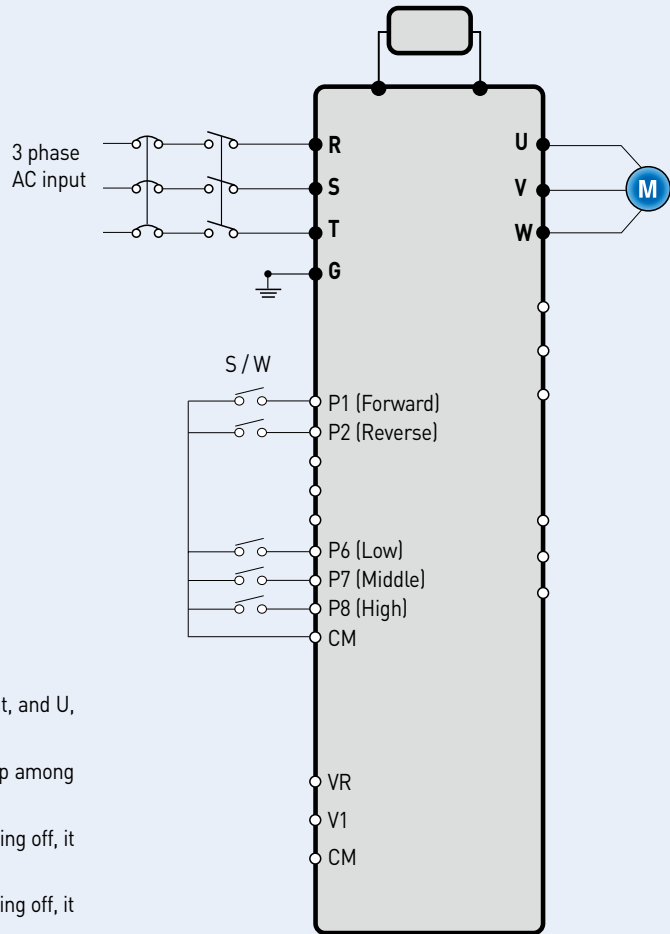 3 phase
AC input
R
S
T
G
U
V
W
M
S / W
P1 (Forward)
P2 (Reverse)
P6 (Low)
P7 (Middle)
P8 (High)
CM
VR
V1
CM
t, and U,
p among
ing off, it
ing off, it